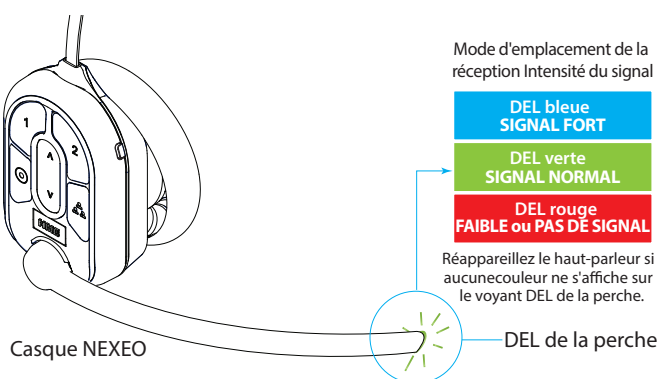 Mode d'emplacement de la
réception Intensité du signal
DEL bleue
SIGNAL FORT
DEL verte
SIGNAL NORMAL
DEL rouge
FAIBLE ou PAS DE SIGNAL
Réappareillez le haut-parleur si
aucunecouleur ne s'affiche sur
le voyant DEL de la perche.
1
2
HME
Casque NEXEO
DEL de la perche